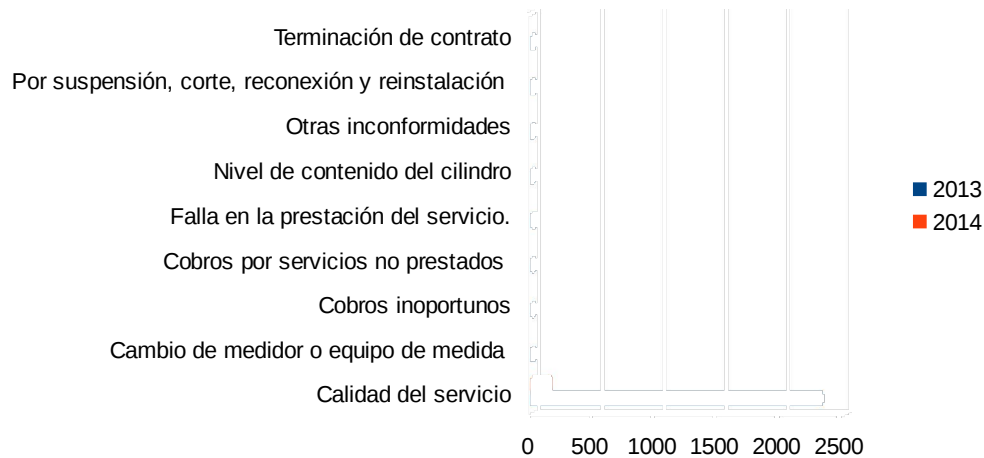 Terminación de contrato
Por suspensión, corte, reconexión y reinstalación
Otras inconformidades
Nivel de contenido del cilindro
Falla en la prestación del servicio.
Cobros por servicios no prestados
Cobros inoportunos
Cambio de medidor o equipo de medida
Calidad del servicio
0 500 1000 1500 2000 2500
2013
2014